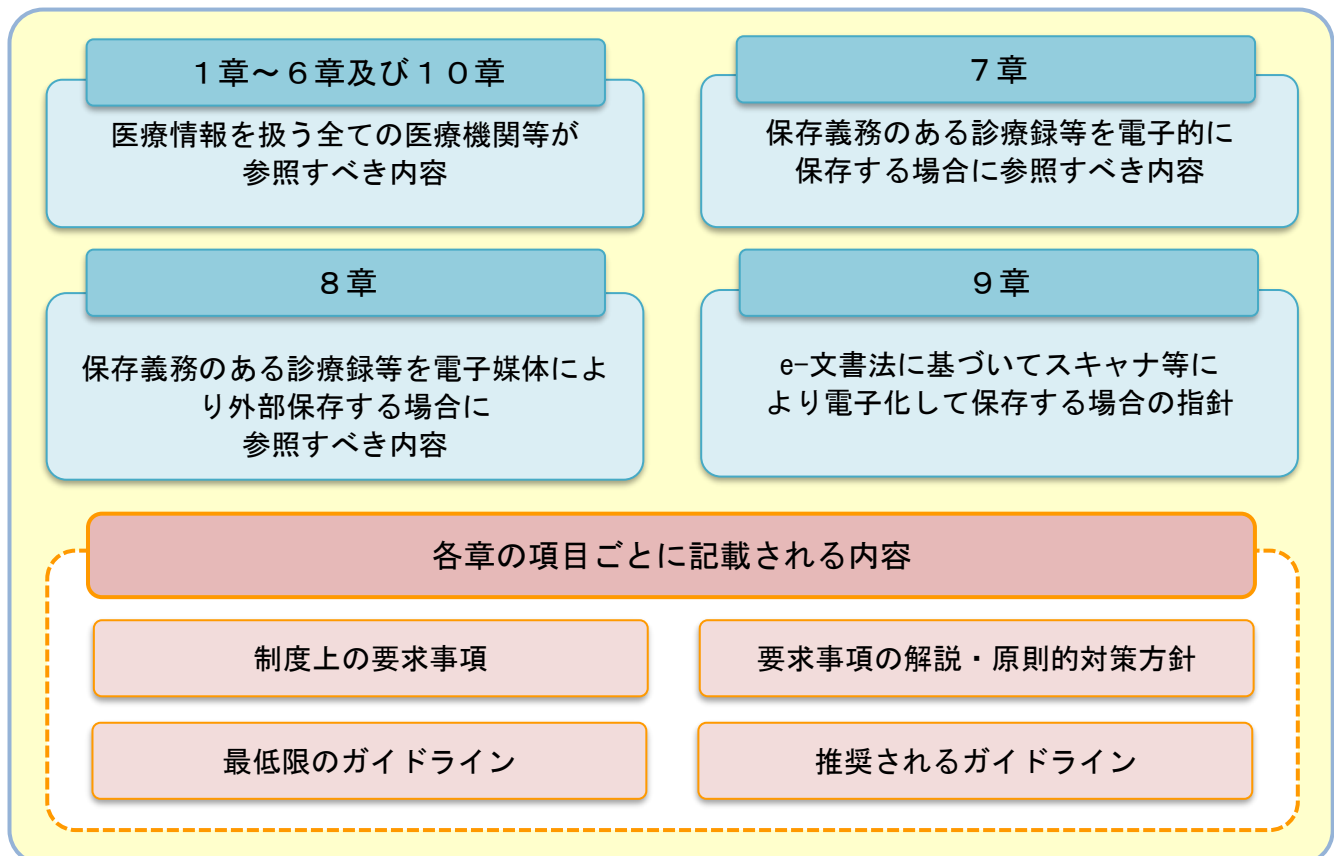 １章～６章及び１０章
医療情報を扱う全ての医療機関等が
参照すべき内容
７章
保存義務のある診療録等を電子的に
保存する場合に参照すべき内容
８章
保存義務のある診療録等を電子媒体によ
り外部保存する場合に
参照すべき内容
９章
e-文書法に基づいてスキャナ等に
より電子化して保存する場合の指針
各章の項目ごとに記載される内容
制度上の要求事項
要求事項の解説・原則的対策方針
最低限のガイドライン
推奨されるガイドライン